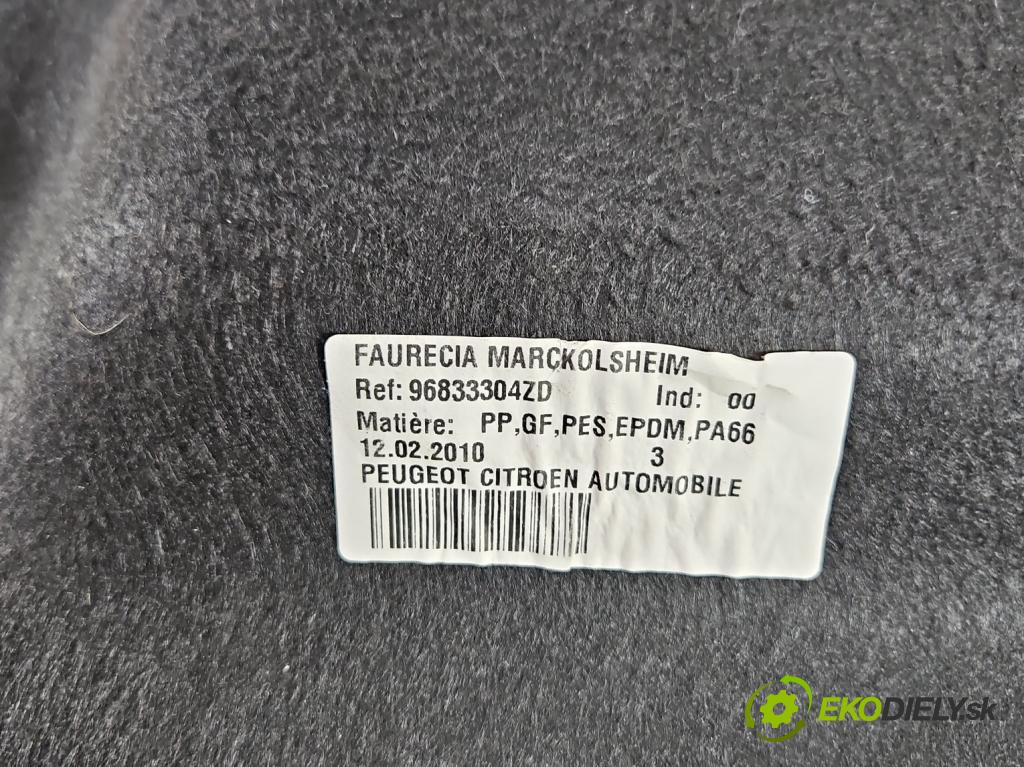 FAURECIA MARCKOLSHEIM
Ref: 96833304ZD Ind: 00
Matière: PP,GF,PES,EPDM,PA66
12.02.2010 3
PEUGEOT CITROEN AUTOMOBILE
EKODIELY.sk